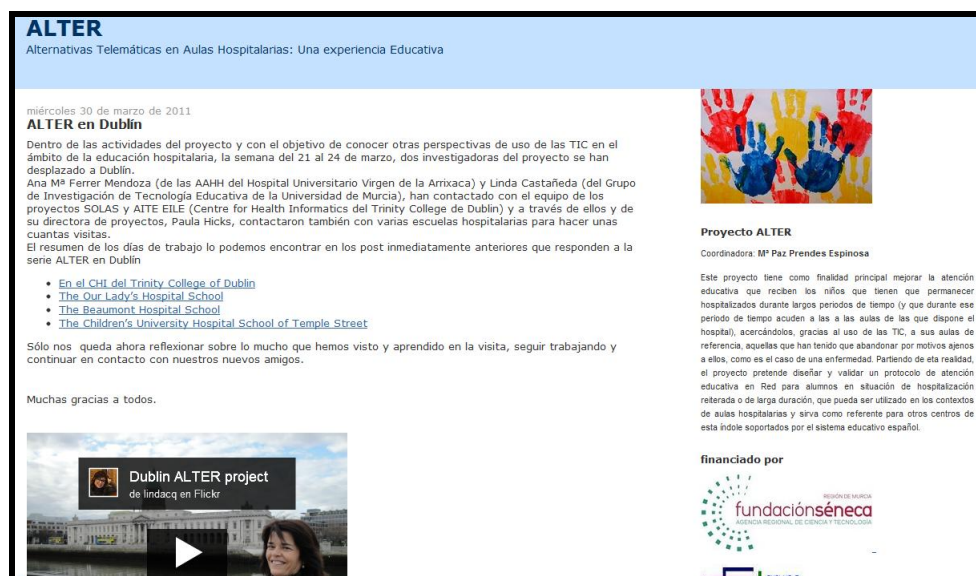 ALTER
Alternativas Telemáticas en Aulas Hospitalarias: Una experiencia Educativa
miércoles 30 de marzo de 2011
ALTER en Dublín
Dentro de las actividades del proyecto y con el objetivo de conocer otras perspectivas de uso de las TIC en el
ámbito de la educación hospitalaria, la semana del 21 al 24 de marzo, dos investigadoras del proyecto se han
desplazado a Dublín.
Ana Mª Ferrer Mendoza (de las AAHH del Hospital Universitario Virgen de la Arrixaca) y Linda Castañeda (del Grupo
de Investigación de Tecnología Educativa de la Universidad de Murcia), han contactado con el equipo de los
proyectos SOLAS y AITE EILE (Centre for Health Informatics del Trinity College de Dublin) y a través de ellos y de
su directora de proyectos, Paula Hicks, contactaron también con varias escuelas hospitalarias para hacer unas
cuantas visitas.
El resumen de los días de trabajo lo podemos encontrar en los post inmediatamente anteriores que responden a la
serie ALTER en Dublín
En el CHI del Trinity College of Dublin
The Our Lady's Hospital School
The Beaumont Hospital School
The Children's University Hospital School of Temple Street
Sólo nos queda ahora reflexionar sobre lo mucho que hemos visto y aprendido en la visita, seguir trabajando y
continuar en contacto con nuestros nuevos amigos.
Muchas gracias a todos.
Dublin ALTER project
de lindacq en Flickr
Proyecto ALTER
Coordinadora: Mª Paz Prendes Espinosa
Este proyecto tiene como finalidad principal mejorar la atención
educativa que reciben los niños que tienen que permanecer
hospitalizados durante largos periodos de tiempo (y que durante ese
periodo de tiempo acuden a las a las aulas de las que dispone el
hospital), acercándolos, gracias al uso de las TIC, a sus aulas de
referencia, aquellas que han tenido que abandonar por motivos ajenos
a ellos, como es el caso de una enfermedad. Partiendo de eta realidad,
el proyecto pretende diseñar y validar un protocolo de atención
educativa en Red para alumnos en situación de hospitalización
reiterada o de larga duración, que pueda ser utilizado en los contextos
de aulas hospitalarias y sirva como referente para otros centros de
esta índole soportados por el sistema educativo español.
financiado por
REGIÓN DE MURCIA
fundaciónséneca
AGENCIA REGIONAL DE CIENCIA Y TECNOLOGÍA